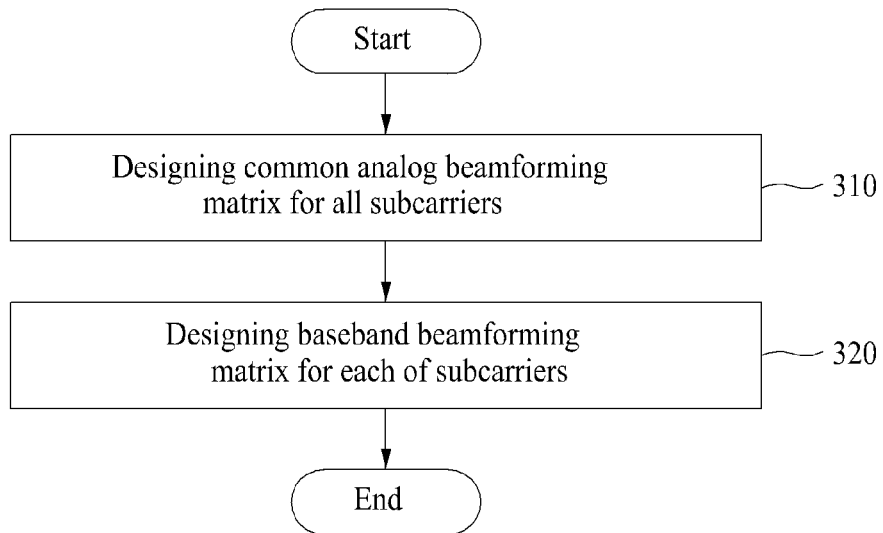 Start
Designing common analog beamforming
matrix for all subcarriers
310
Designing baseband beamforming
matrix for each of subcarriers
320
End